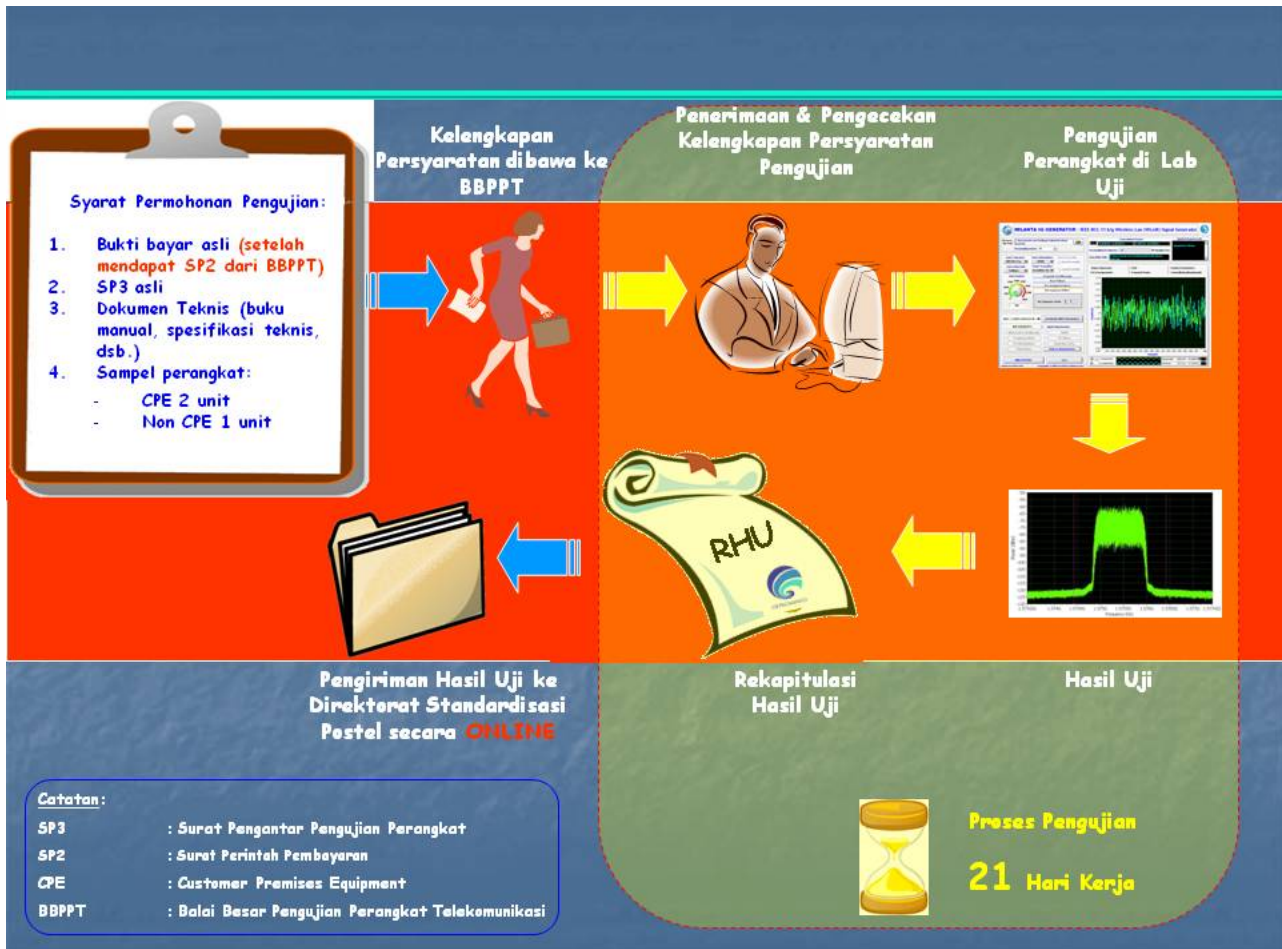 Syarat Permohonan Pengujian:
1. Bukti bayar asli (setelah
mendapat SP2 dari BBPPT)
2. SP3 asli
3. Dokumen Teknis (buku
manual, spesifikasi teknis,
dsb.)
4. Sampel perangkat:
- CPE 2 unit
- Non CPE 1 unit
Kelengkapan
Persyaratan dibawa ke
BBPPT
Penerimaan & Pengecekan
Kelengkapan Persyaratan
Pengujian
Pengujian
Perangkat di Lab
Uji
RHU
Pengiriman Hasil Uji ke
Direktorat Standardisasi
Postel secara ONLINE
Rekapitulasi
Hasil Uji
Hasil Uji
Catatan:
SP3 : Surat Pengantar Pengujian Perangkat
SP2 : Surat Perintah Pembayaran
CPE : Customer Premises Equipment
BBPPT : Balai Besar Pengujian Perangkat Telekomunikasi
Proses Pengujian
21 Hari Kerja